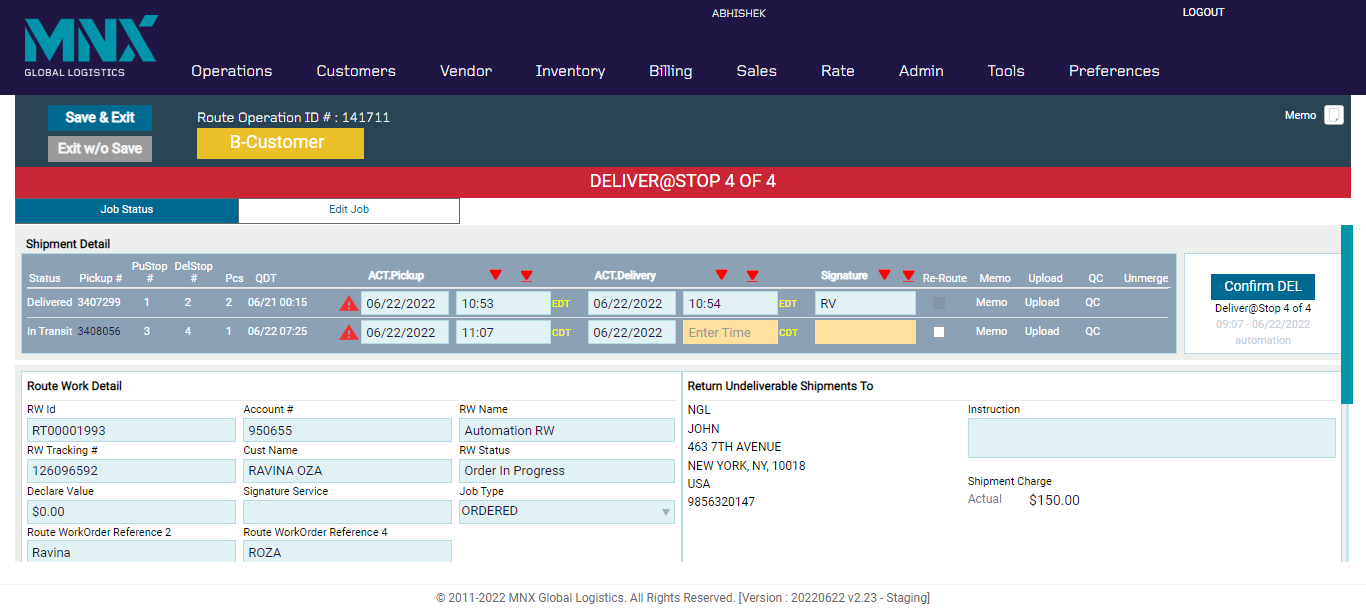 ABHISHEK
LOGOUT
MNX
GLOBAL LOGISTICS
Operations Customers Vendor Inventory Billing Sales Rate Admin Tools Preferences
Save & Exit
Exit w/o Save
Route Operation ID # : 141711
B-Customer
Memo
DELIVER@STOP 4 OF 4
Job Status Edit Job
Shipment Detail
Status Pickup # PuStop # DelStop # Pcs QDT ACT.Pickup ACT.Delivery Signature Re-Route Memo Upload QC Unmerge
Delivered 3407299 1 2 2 06/21 00:15 06/22/2022 10:53 EDT 06/22/2022 10:54 EDT RV Memo Upload QC
In Transit 3408056 3 4 1 06/22 07:25 06/22/2022 11:07 CDT 06/22/2022 Enter Time CDT Memo Upload QC
Confirm DEL
Deliver@Stop 4 of 4
09:07 - 06/22/2022
automation
Route Work Detail
RW Id Account # RW Name
RT00001993 950655 Automation RW
RW Tracking # Cust Name RW Status
126096592 RAVINA OZA Order In Progress
Declare Value Signature Service Job Type
$0.00 ORDERED
Route WorkOrder Reference 2 Route WorkOrder Reference 4
Ravina ROZA
Return Undeliverable Shipments To
NGL
JOHN
463 7TH AVENUE
NEW YORK, NY, 10018
USA
9856320147
Instruction
Shipment Charge
Actual $150.00
© 2011-2022 MNX Global Logistics. All Rights Reserved. [Version : 20220622 v2.23 - Staging]